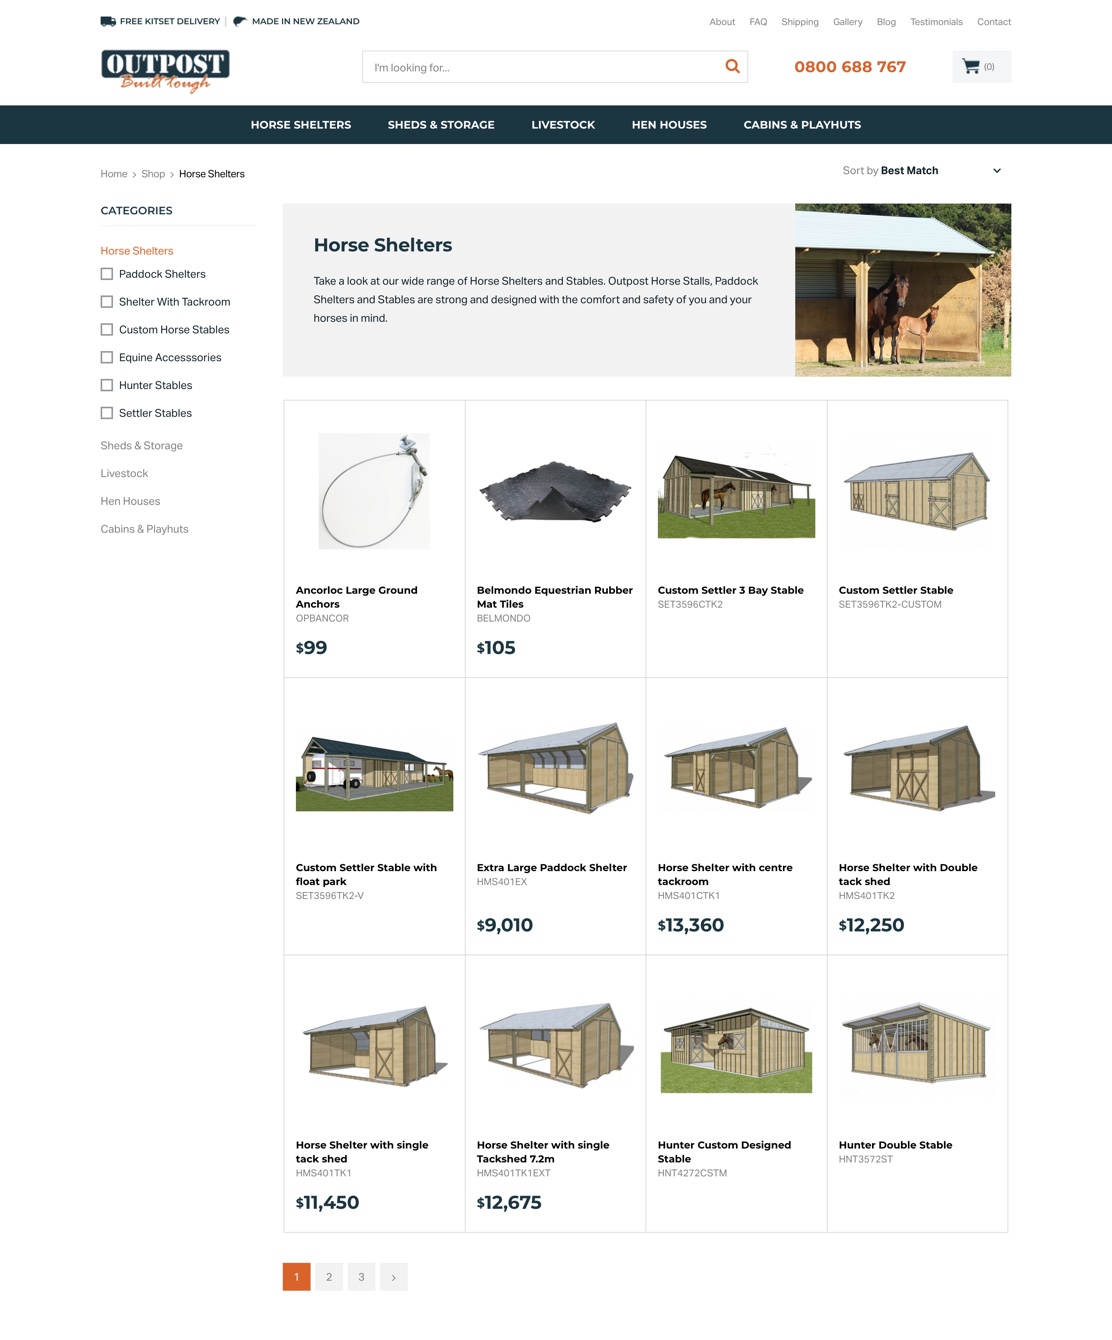 FREE KITSET DELIVERY | MADE IN NEW ZEALAND
About FAQ Shipping Gallery Blog Testimonials Contact
OUTPOST
Built Tough
I'm looking for...
0800 688 767
(0)
HORSE SHELTERS SHEDS & STORAGE LIVESTOCK HEN HOUSES CABINS & PLAYHUTS
Home > Shop > Horse Shelters
Sort by Best Match
CATEGORIES
Horse Shelters
Paddock Shelters
Shelter With Tackroom
Custom Horse Stables
Equine Accesssories
Hunter Stables
Settler Stables
Sheds & Storage
Livestock
Hen Houses
Cabins & Playhuts
Horse Shelters
Take a look at our wide range of Horse Shelters and Stables. Outpost Horse Stalls, Paddock
Shelters and Stables are strong and designed with the comfort and safety of you and your
horses in mind.
Ancorloc Large Ground
Anchors
OPBANCOR
$99
Belmondo Equestrian Rubber
Mat Tiles
BELMONDO
$105
Custom Settler 3 Bay Stable
SET3596CTK2
Custom Settler Stable
SET3596TK2-CUSTOM
Custom Settler Stable with
float park
SET3596TK2-V
Extra Large Paddock Shelter
HMS401EX
$9,010
Horse Shelter with centre
tackroom
HMS401CTK1
$13,360
Horse Shelter with Double
tack shed
HMS401TK2
$12,250
Horse Shelter with single
tack shed
HMS401TK1
$11,450
Horse Shelter with single
Tackshed 7.2m
HMS401TK1EXT
$12,675
Hunter Custom Designed
Stable
HNT4272CSTM
Hunter Double Stable
HNT3572ST
1 2 3 >